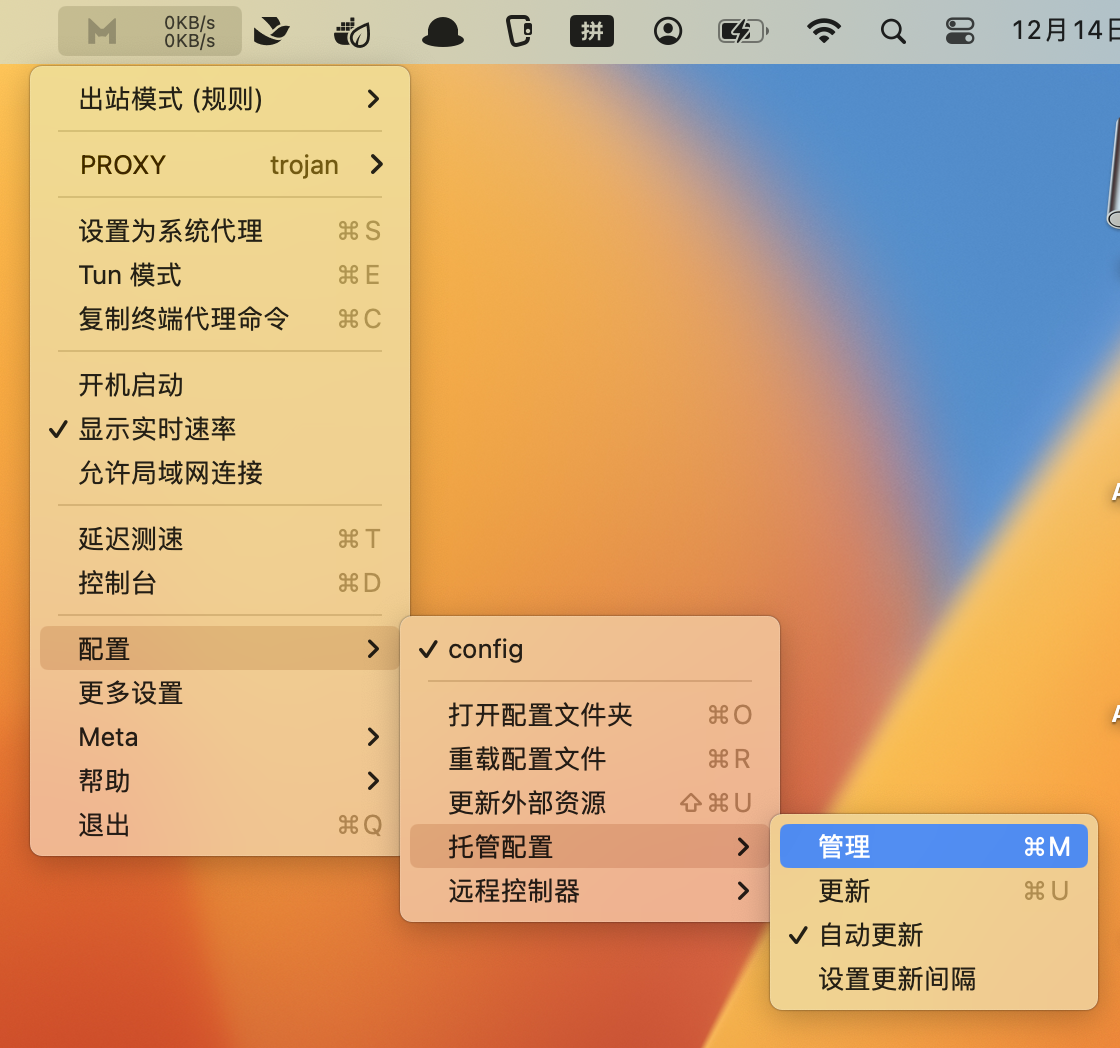 0KB/s
0KB/s
拼
12月14日
出站模式 (规则)
PROXY trojan
设置为系统代理 ⌘S
Tun 模式 ⌘E
复制终端代理命令 ⌘C
开机启动
显示实时速率
允许局域网连接
延迟测速 ⌘T
控制台 ⌘D
配置
更多设置
Meta
帮助
退出 ⌘Q
config
打开配置文件夹 ⌘O
重载配置文件 ⌘R
更新外部资源 ⇧⌘U
托管配置
远程控制器
管理 ⌘M
更新 ⌘U
自动更新
设置更新间隔